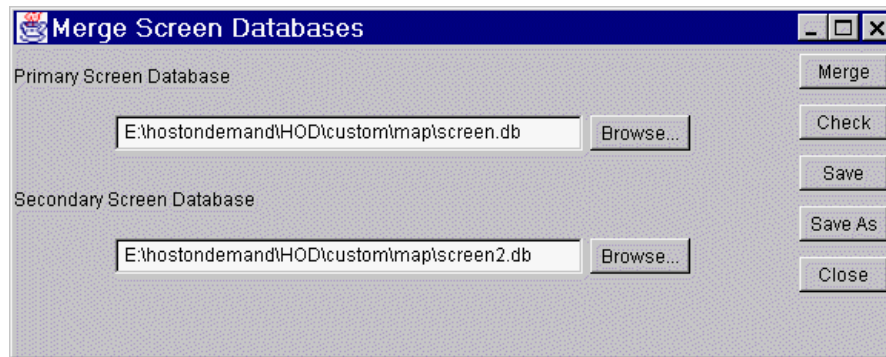 Merge Screen Databases
Primary Screen Database
E:\hostondemand\HOD\custom\map\screen.db
Browse...
Secondary Screen Database
E:\hostondemand\HOD\custom\map\screen2.db
Browse...
Merge
Check
Save
Save As
Close